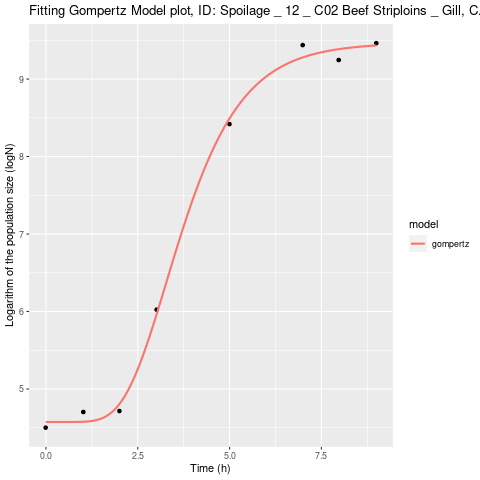 Fitting Gompertz Model plot, ID: Spoilage _ 12 _ C02 Beef Striploins _ Gill, C.
Logarithm of the population size (logN)
9
8
7
6
5
0.0 2.5 5.0 7.5
Time (h)
model
gompertz